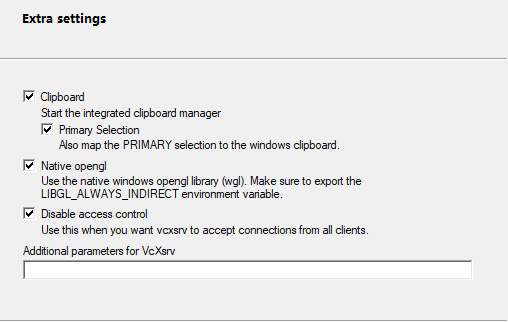 Extra settings
Clipboard
Start the integrated clipboard manager
Primary Selection
Also map the PRIMARY selection to the windows clipboard.
Native opengl
Use the native windows opengl library (wgl). Make sure to export the
LIBGL_ALWAYS_INDIRECT environment variable.
Disable access control
Use this when you want vcxsrv to accept connections from all clients.
Additional parameters for VcXsrv